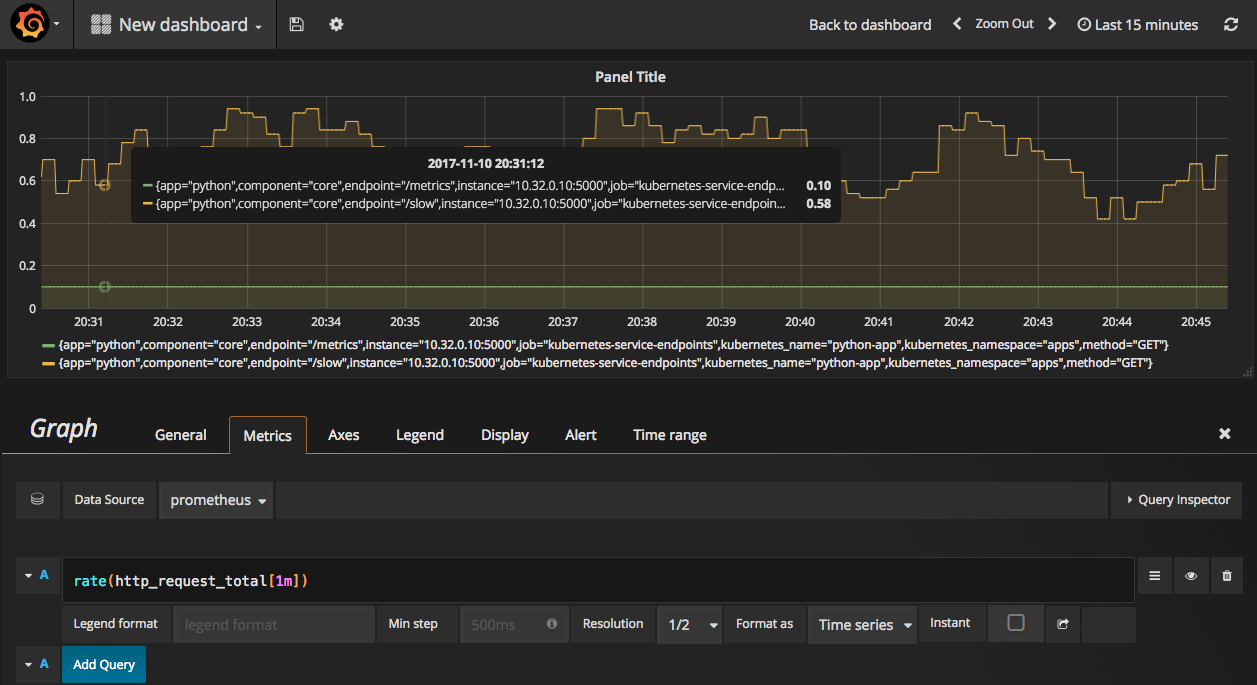 New dashboard
Back to dashboard
Zoom Out
Last 15 minutes
Panel Title
1.0
0.8
0.6
0.4
0.2
0
2017-11-10 20:31:12
{app="python",component="core",endpoint="/metrics",instance="10.32.0.10:5000",job="kubernetes-service-endp... 0.10
{app="python",component="core",endpoint="/slow",instance="10.32.0.10:5000",job="kubernetes-service-endpoin... 0.58
20:31 20:32 20:33 20:34 20:35 20:36 20:37 20:38 20:39 20:40 20:41 20:42 20:43 20:44 20:45
{app="python",component="core",endpoint="/metrics",instance="10.32.0.10:5000",job="kubernetes-service-endpoints",kubernetes_name="python-app",kubernetes_namespace="apps",method="GET"}
{app="python",component="core",endpoint="/slow",instance="10.32.0.10:5000",job="kubernetes-service-endpoints",kubernetes_name="python-app",kubernetes_namespace="apps",method="GET"}
Graph
General Metrics Axes Legend Display Alert Time range
Data Source prometheus Query Inspector
A rate(http_request_total[1m])
Legend format legend format Min step 500ms Resolution 1/2 Format as Time series Instant
A Add Query